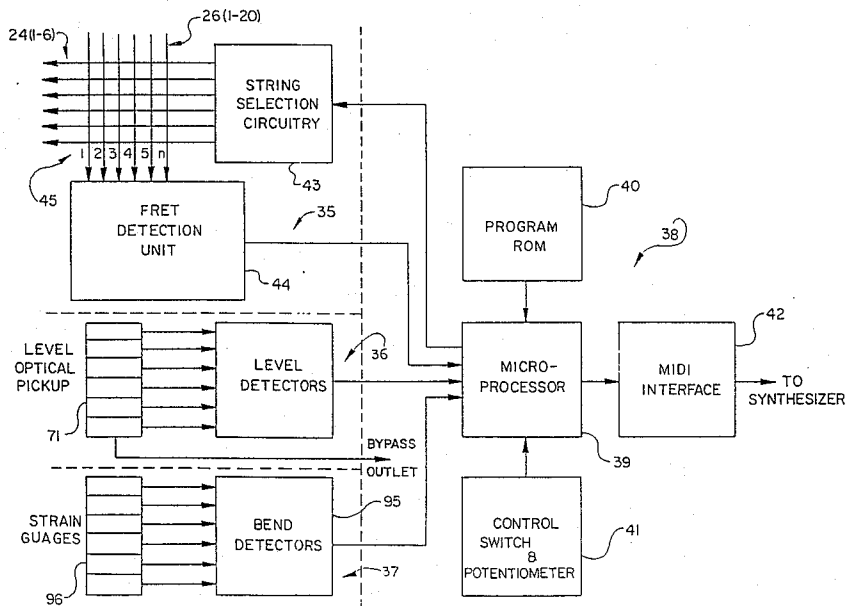 26(1-20)
24(1-6)
STRING
SELECTION
CIRCUITRY
43
1 2 3 4 5 n
45
FRET
DETECTION
UNIT
44
35
40
PROGRAM
ROM
38
LEVEL
OPTICAL
PICKUP
71
LEVEL
DETECTORS
36
MICRO-
PROCESSOR
39
42
MIDI
INTERFACE
TO
SYNTHESIZER
BYPASS
OUTLET
STRAIN
GUAGES
96
95
BEND
DETECTORS
37
CONTROL
SWITCH
&
POTENTIOMETER
41